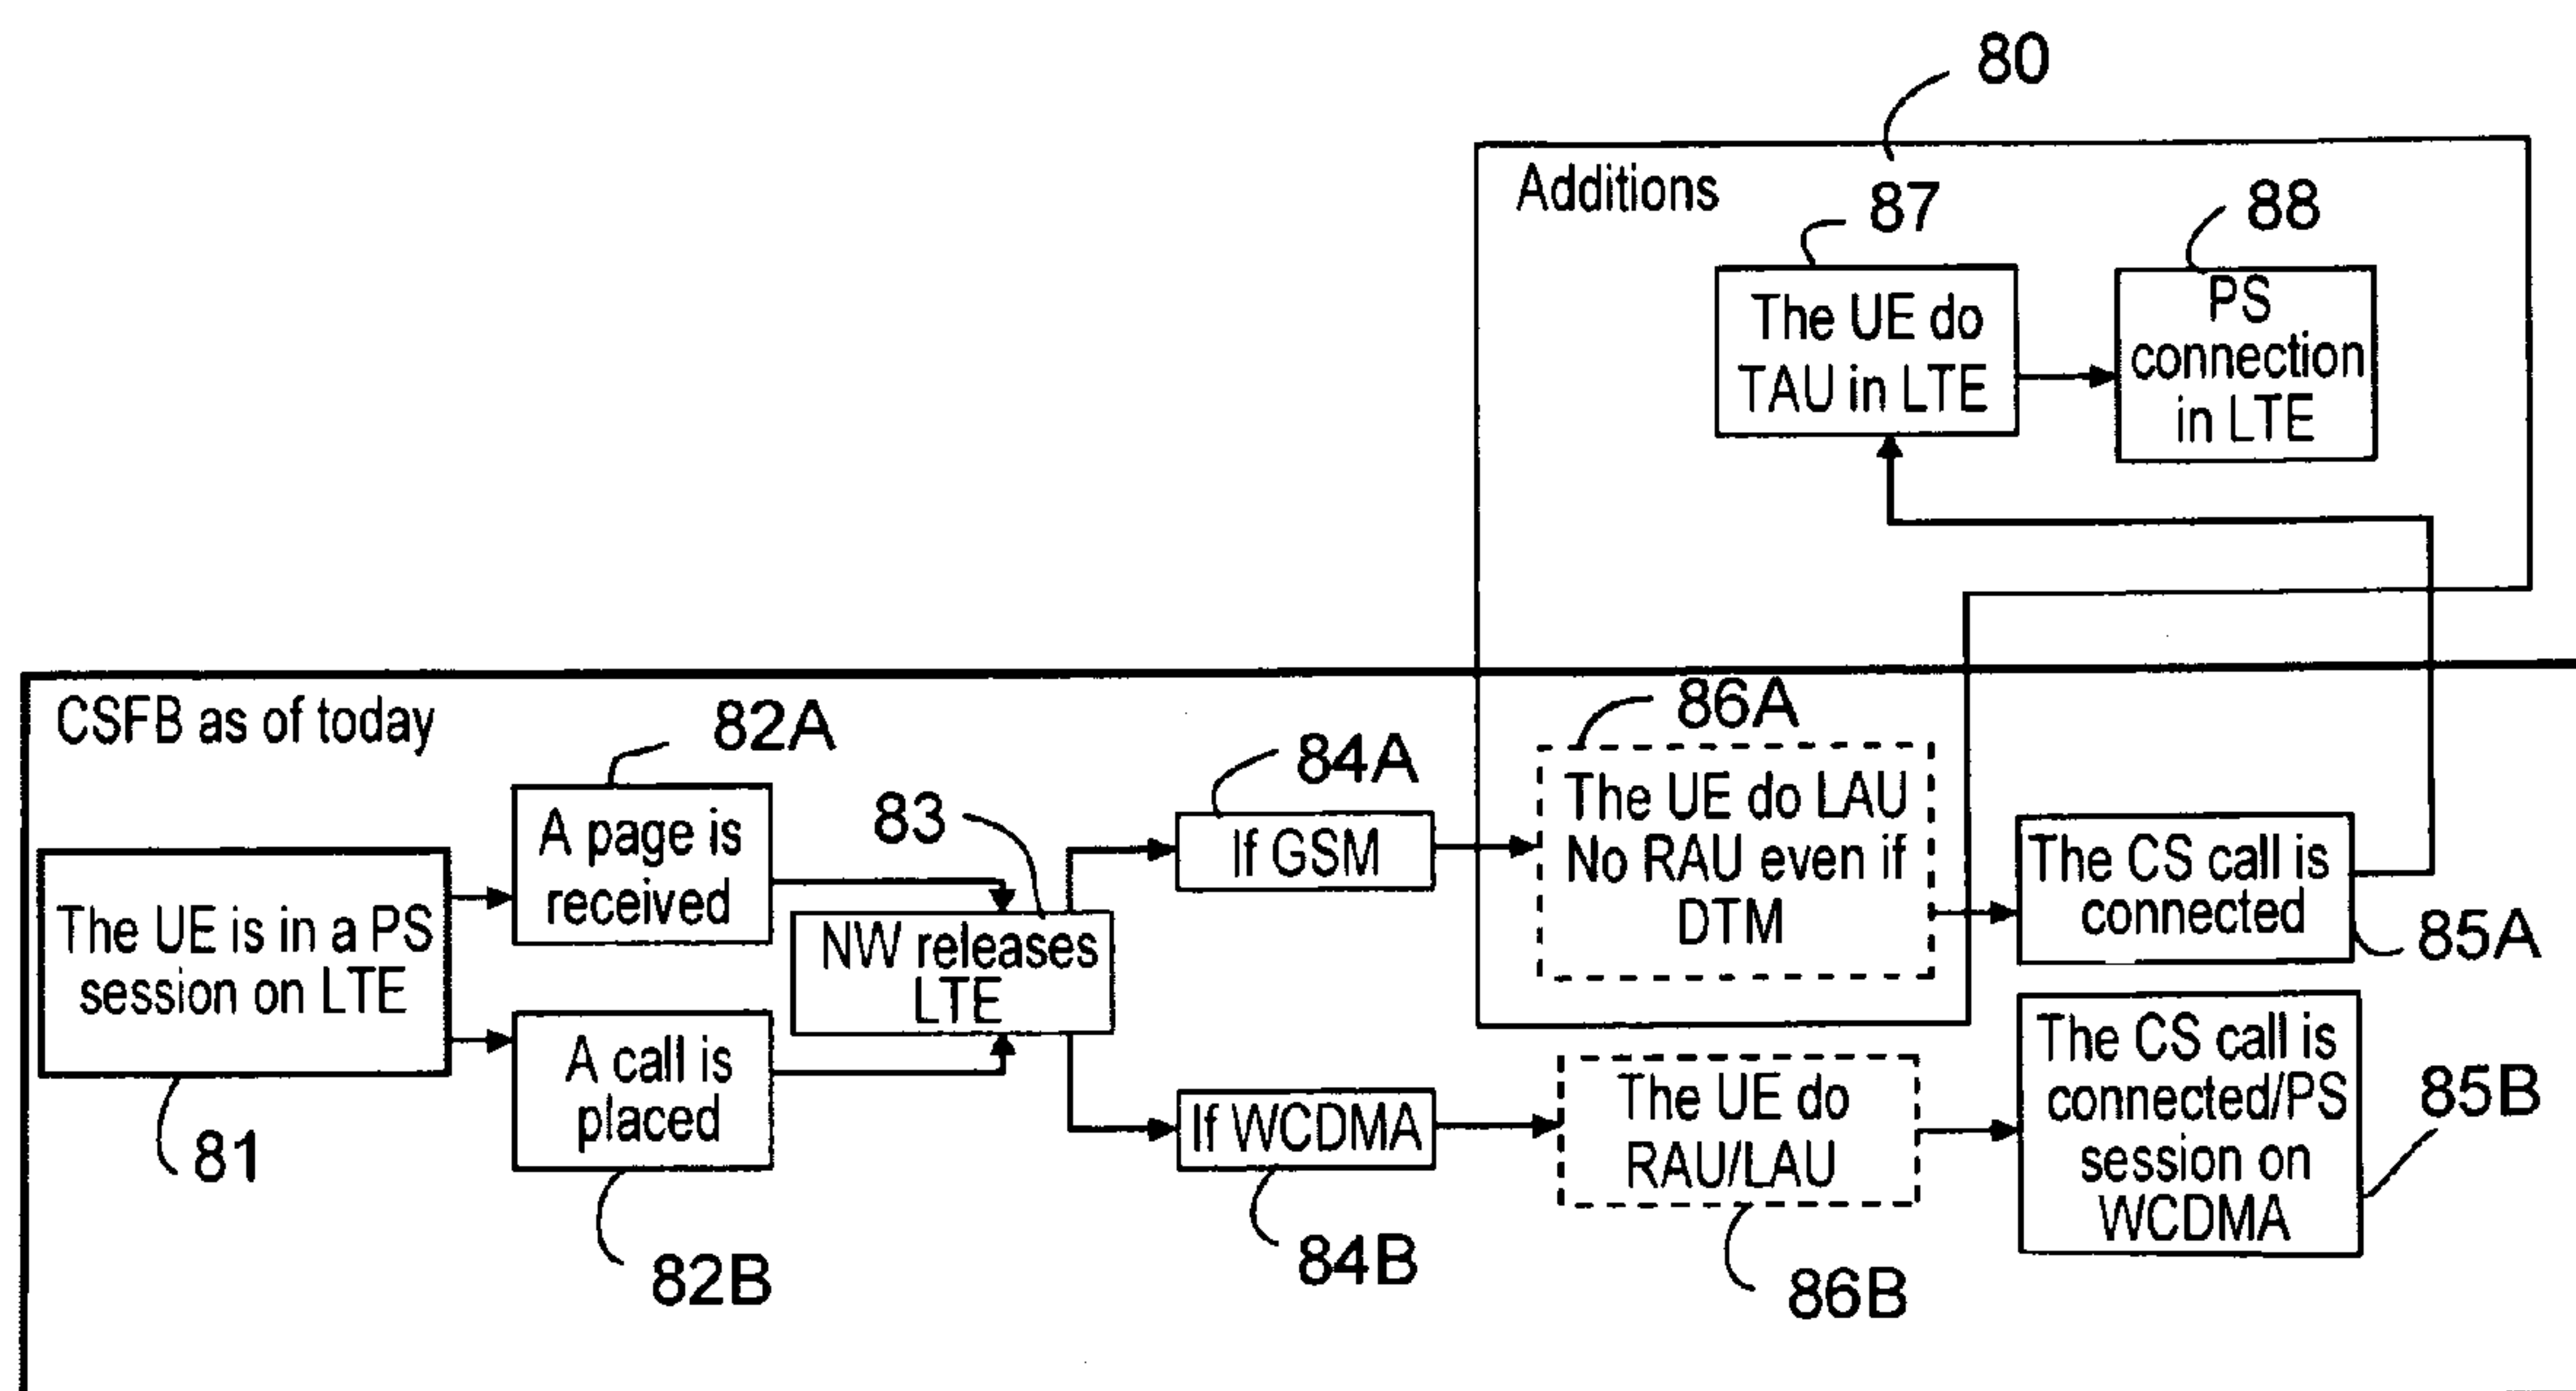 80
Additions
87
88
The UE do
TAU in LTE
PS
connection
in LTE
CSFB as of today
82A
83
84A
86A
A page is
received
The UE is in a PS
session on LTE
81
A call is
placed
82B
NW releases
LTE
If GSM
The UE do LAU
No RAU even if
DTM
The CS call is
connected
85A
If WCDMA
84B
The UE do
RAU/LAU
86B
The CS call is
connected/PS
session on
WCDMA
85B